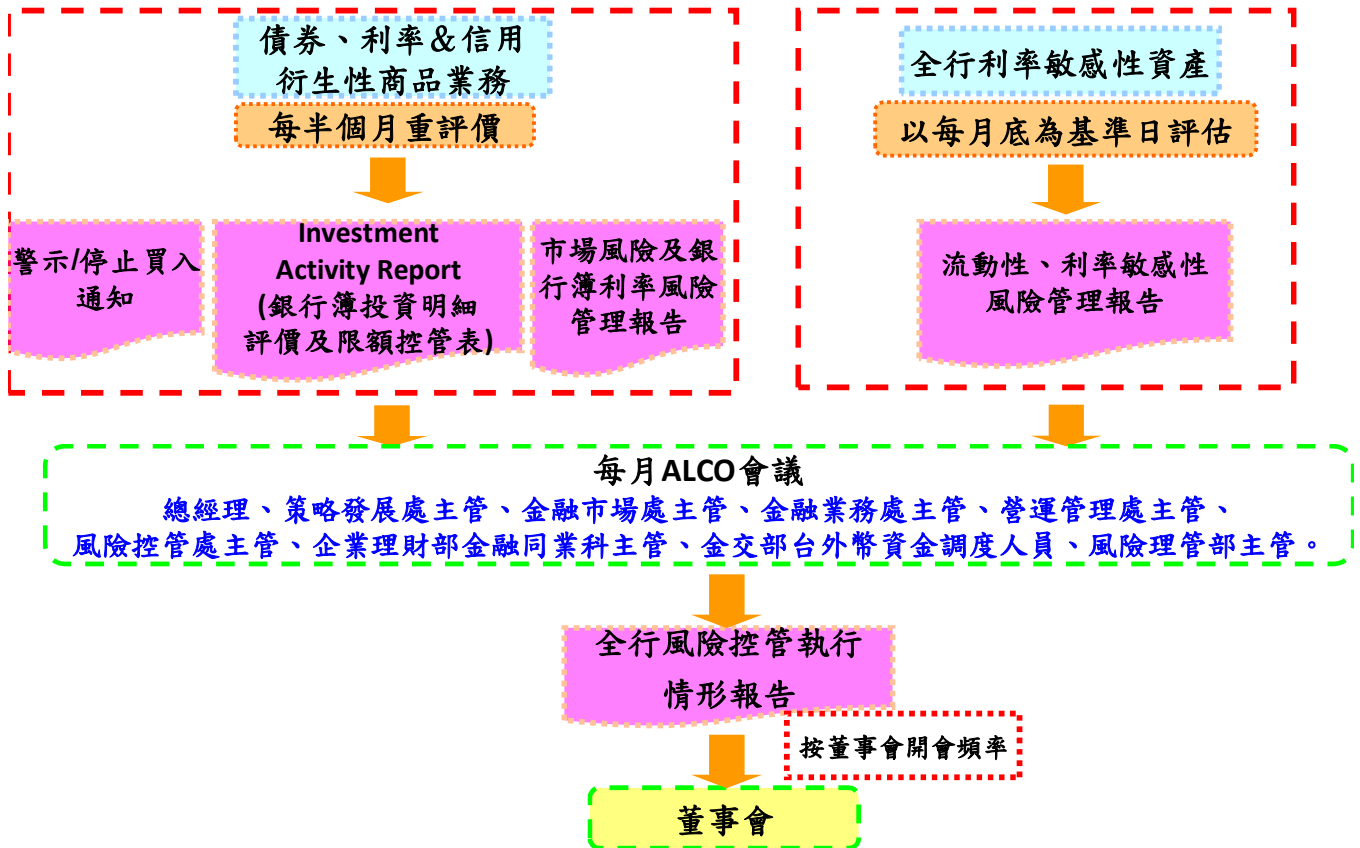 債券、利率＆信用
衍生性商品業務
每半個月重評價
警示/停止買入
通知
Investment
Activity Report
(銀行簿投資明細
評價及限額控管表)
市場風險及銀
行簿利率風險
管理報告
全行利率敏感性資產
以每月底為基準日評估
流動性、利率敏感性
風險管理報告
每月ALCO會議
總經理、策略發展處主管、金融市場處主管、金融業務處主管、營運管理處主管、
風險控管處主管、企業理財部金融同業科主管、金交部台外幣資金調度人員、風險理管部主管。
全行風險控管執行
情形報告
按董事會開會頻率
董事會